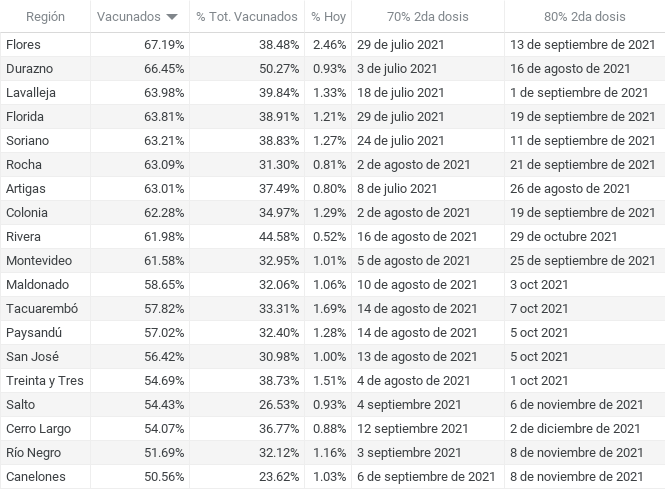 Región Vacunados % Tot. Vacunados % Hoy 70% 2da dosis 80% 2da dosis
Flores 67.19% 38.48% 2.46% 29 de julio 2021 13 de septiembre de 2021
Durazno 66.45% 50.27% 0.93% 3 de julio 2021 16 de agosto de 2021
Lavalleja 63.98% 39.84% 1.33% 18 de julio 2021 1 de septiembre de 2021
Florida 63.81% 38.91% 1.21% 29 de julio 2021 19 de septiembre de 2021
Soriano 63.21% 38.83% 1.27% 24 de julio 2021 11 de septiembre de 2021
Rocha 63.09% 31.30% 0.81% 2 de agosto de 2021 21 de septiembre de 2021
Artigas 63.01% 37.49% 0.80% 8 de julio 2021 26 de agosto de 2021
Colonia 62.28% 34.97% 1.29% 2 de agosto de 2021 19 de septiembre de 2021
Rivera 61.98% 44.58% 0.52% 16 de agosto de 2021 29 de octubre 2021
Montevideo 61.58% 32.95% 1.01% 5 de agosto de 2021 25 de septiembre de 2021
Maldonado 58.65% 32.06% 1.06% 10 de agosto de 2021 3 oct 2021
Tacuarembó 57.82% 33.31% 1.69% 14 de agosto de 2021 7 oct 2021
Paysandú 57.02% 32.40% 1.28% 14 de agosto de 2021 5 oct 2021
San José 56.42% 30.98% 1.00% 13 de agosto de 2021 5 oct 2021
Treinta y Tres 54.69% 38.73% 1.51% 4 de agosto de 2021 1 oct 2021
Salto 54.43% 26.53% 0.93% 4 septiembre 2021 6 de noviembre de 2021
Cerro Largo 54.07% 36.77% 0.88% 12 septiembre 2021 2 de diciembre de 2021
Río Negro 51.69% 32.12% 1.16% 3 septiembre 2021 8 de noviembre de 2021
Canelones 50.56% 23.62% 1.03% 6 de septiembre de 2021 8 de noviembre de 2021